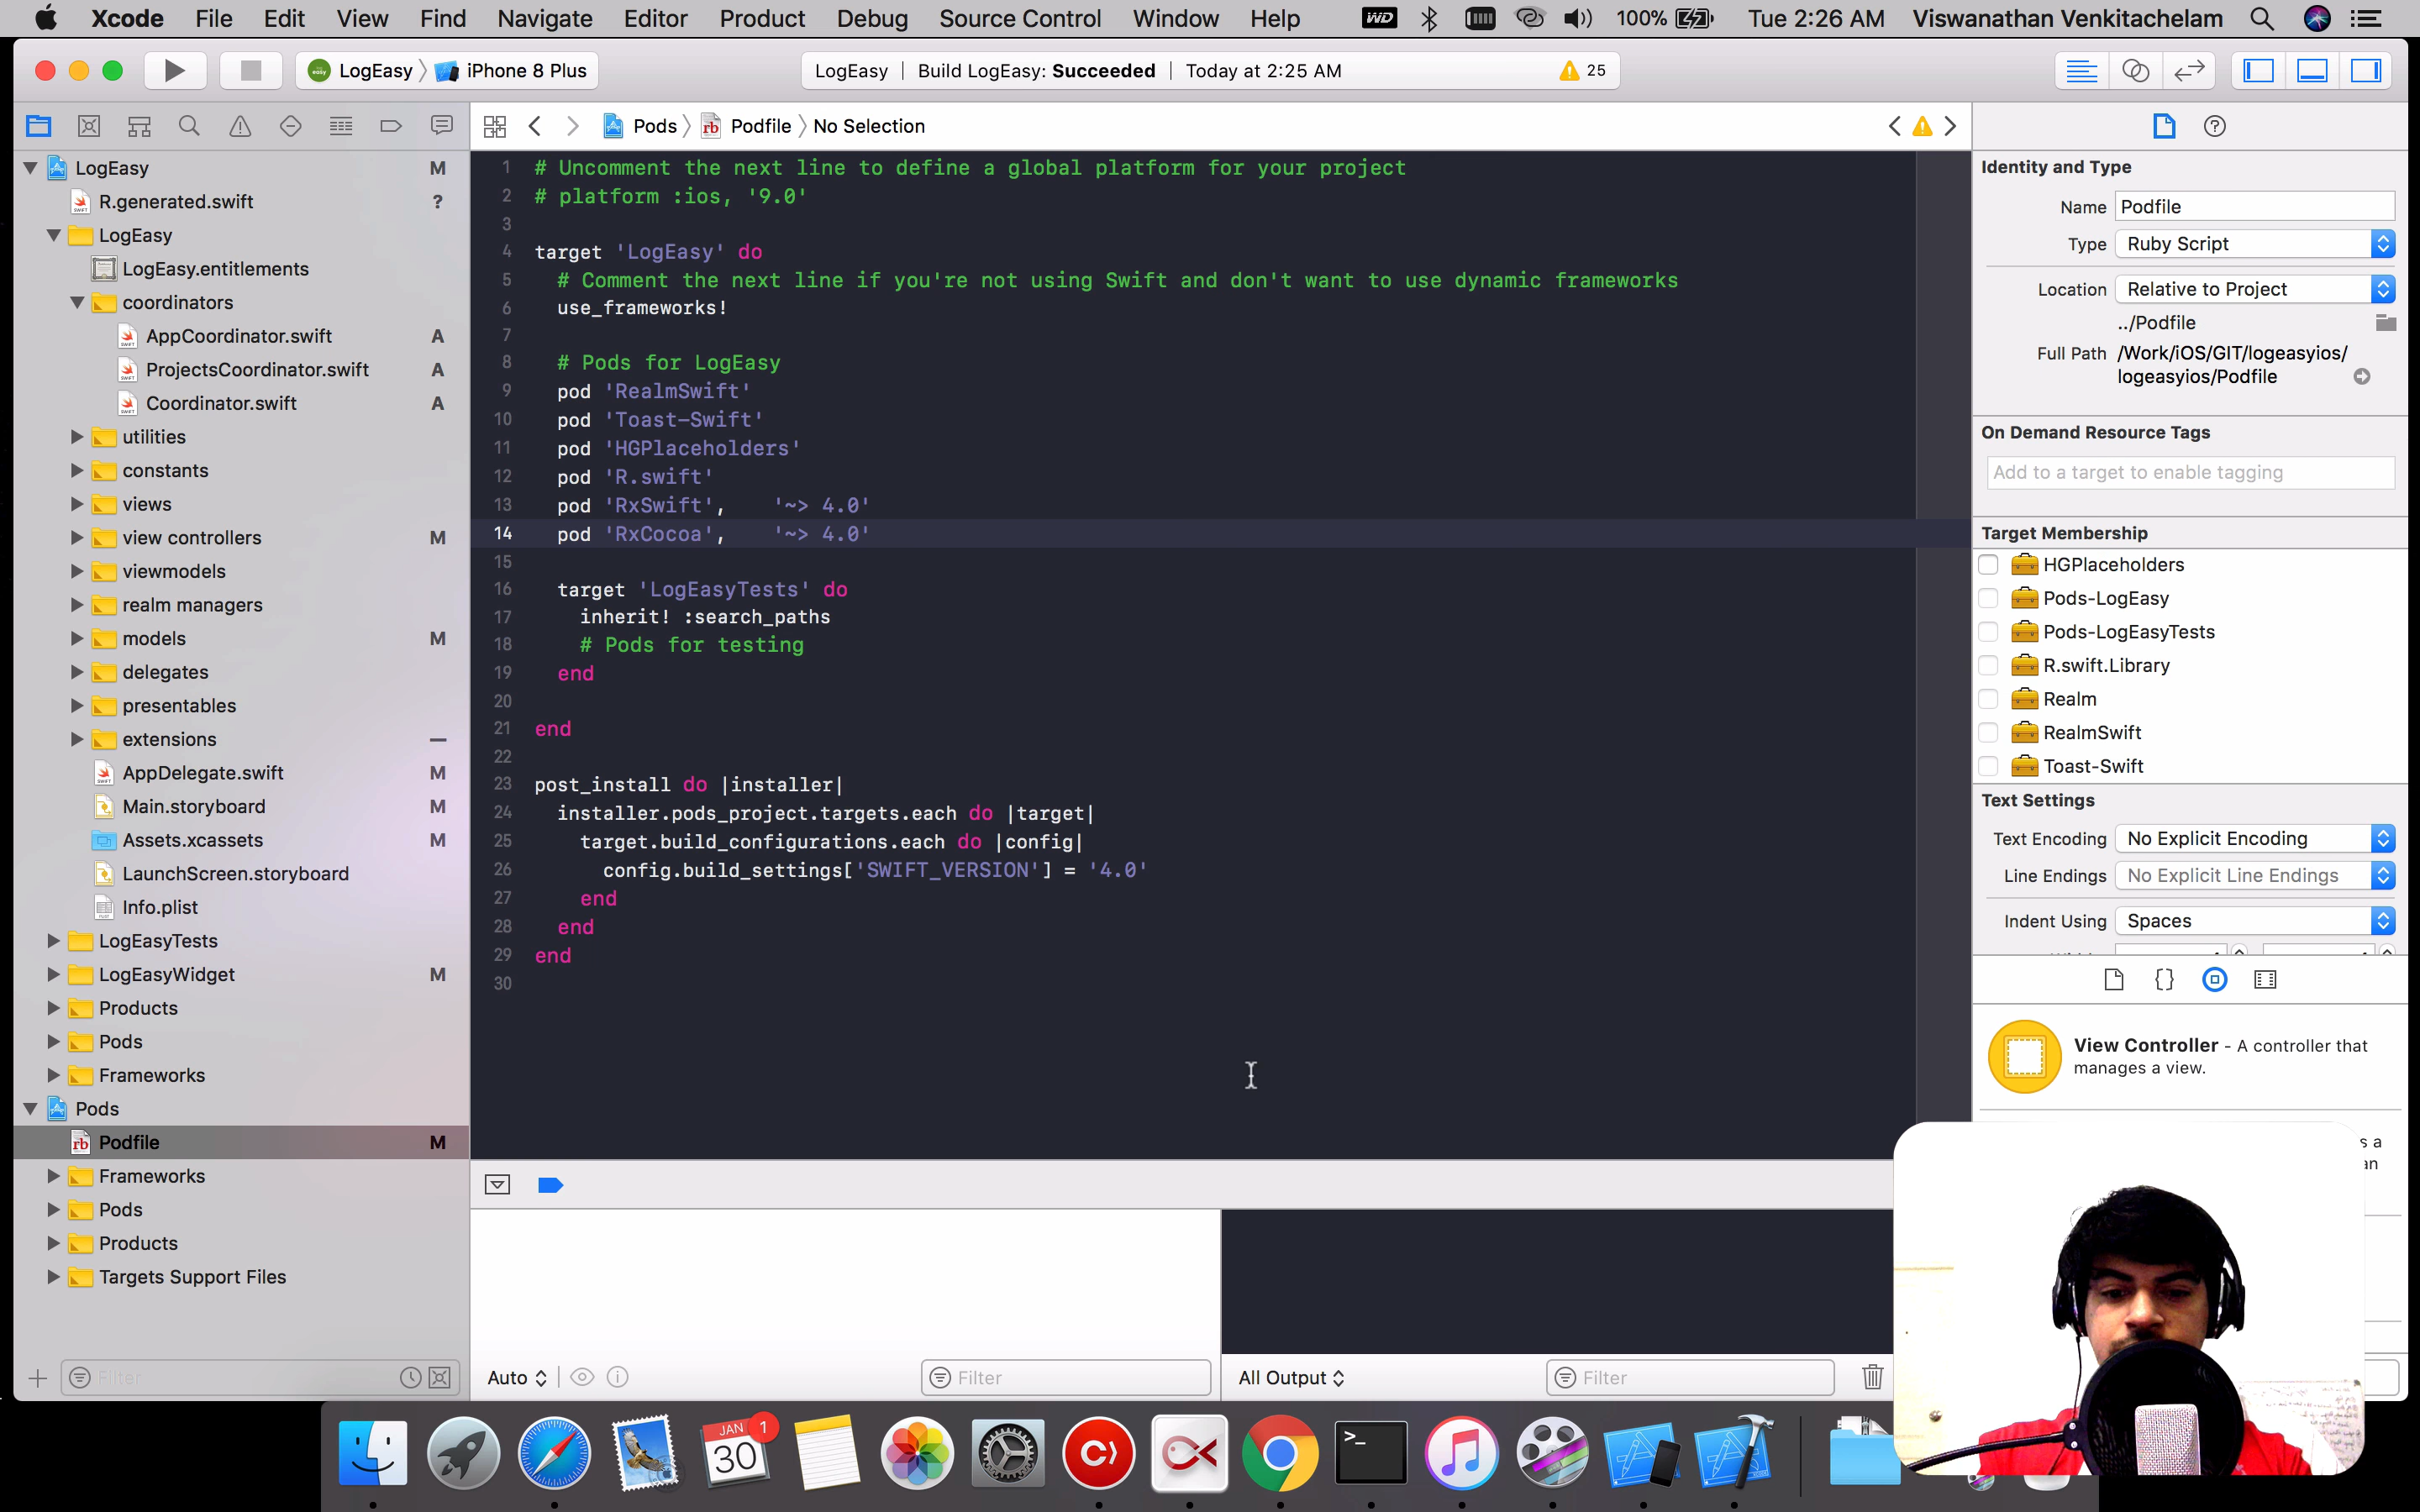 Xcode File Edit View Find Navigate Editor Product Debug Source Control Window Help WD 100% Tue 2:26 AM Viswanathan Venkitachelam
LogEasy iPhone 8 Plus LogEasy Build LogEasy: Succeeded Today at 2:25 AM 25
Pods Podfile No Selection
LogEasy M
R.generated.swift ?
LogEasy
LogEasy.entitlements
coordinators
AppCoordinator.swift A
ProjectsCoordinator.swift A
Coordinator.swift A
utilities
constants
views
view controllers M
viewmodels
realm managers
models M
delegates
presentables
extensions
AppDelegate.swift M
Main.storyboard M
Assets.xcassets M
LaunchScreen.storyboard
Info.plist
LogEasyTests
LogEasyWidget M
Products
Pods
Frameworks
Pods
Podfile M
Frameworks
Pods
Products
Targets Support Files
Filter
1 # Uncomment the next line to define a global platform for your project
2 # platform :ios, '9.0'
3
4 target 'LogEasy' do
5 # Comment the next line if you're not using Swift and don't want to use dynamic frameworks
6 use_frameworks!
7
8 # Pods for LogEasy
9 pod 'RealmSwift'
10 pod 'Toast-Swift'
11 pod 'HGPlaceholders'
12 pod 'R.swift'
13 pod 'RxSwift', '~> 4.0'
14 pod 'RxCocoa', '~> 4.0'
15
16 target 'LogEasyTests' do
17 inherit! :search_paths
18 # Pods for testing
19 end
20
21 end
22
23 post_install do |installer|
24 installer.pods_project.targets.each do |target|
25 target.build_configurations.each do |config|
26 config.build_settings['SWIFT_VERSION'] = '4.0'
27 end
28 end
29 end
30
Auto Filter All Output Filter
Identity and Type
Name Podfile
Type Ruby Script
Location Relative to Project
../Podfile
Full Path /Work/iOS/GIT/logeasyios/
logeasyios/Podfile
On Demand Resource Tags
Add to a target to enable tagging
Target Membership
HGPlaceholders
Pods-LogEasy
Pods-LogEasyTests
R.swift.Library
Realm
RealmSwift
Toast-Swift
Text Settings
Text Encoding No Explicit Encoding
Line Endings No Explicit Line Endings
Indent Using Spaces
View Controller - A controller that
manages a view.
JAN 30 1